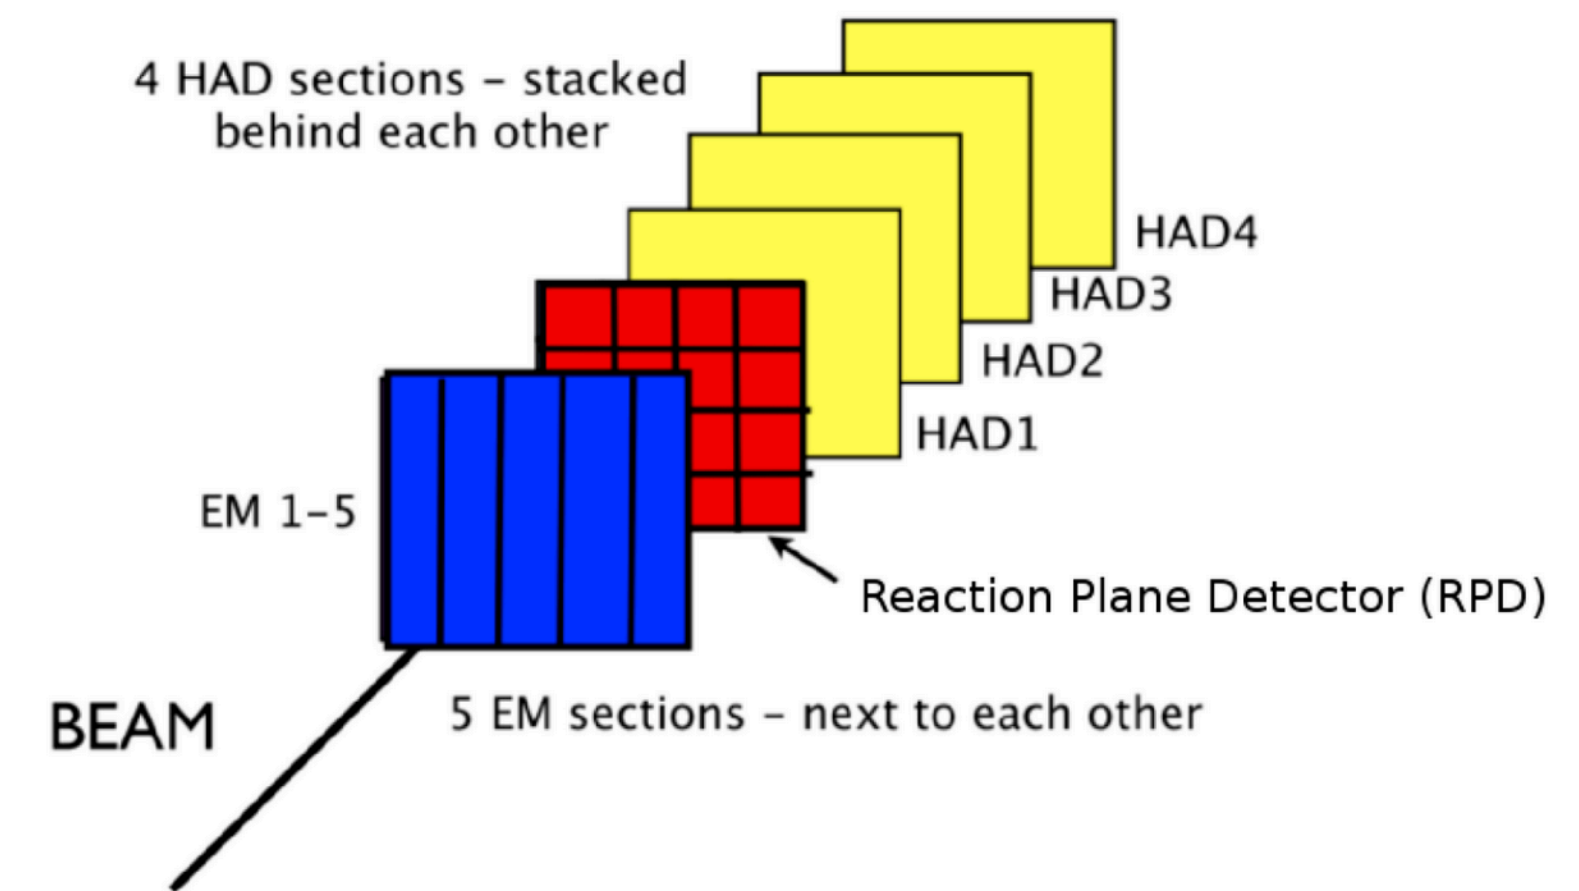 4 HAD sections – stacked
behind each other
HAD4
HAD3
HAD2
HAD1
EM 1–5
Reaction Plane Detector (RPD)
BEAM
5 EM sections – next to each other